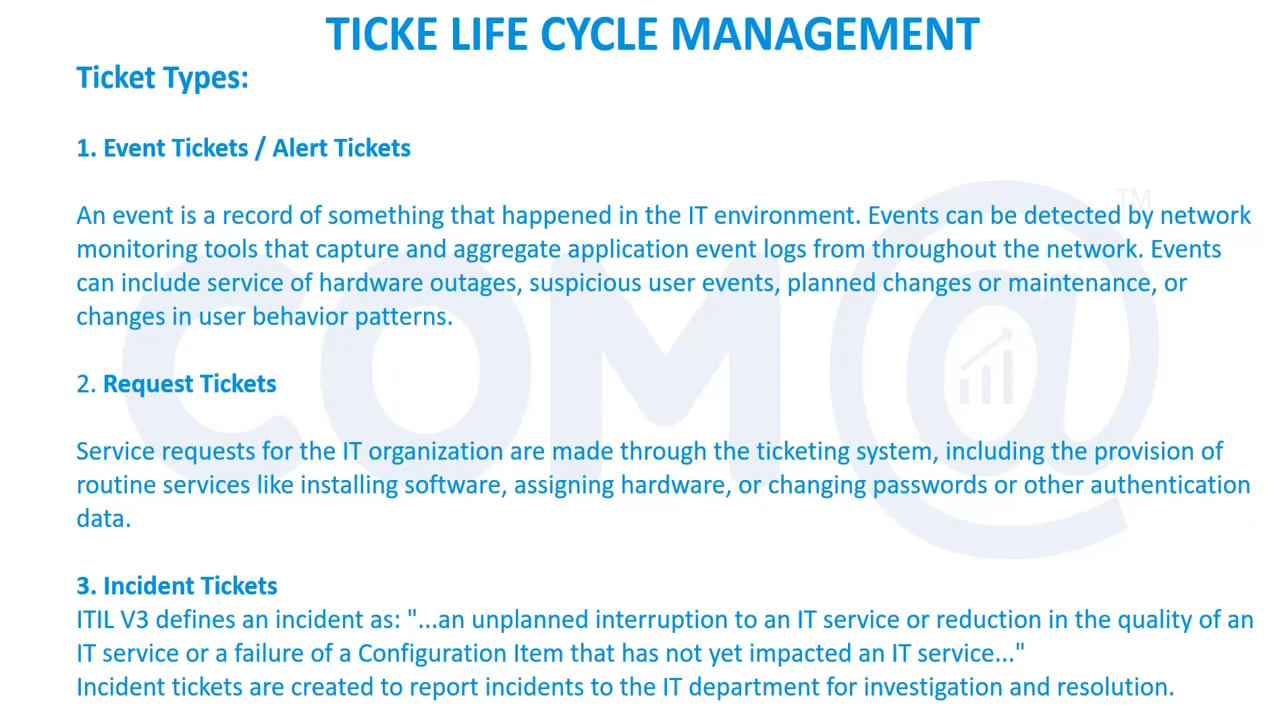 TICKE LIFE CYCLE MANAGEMENT
Ticket Types:
1. Event Tickets / Alert Tickets
An event is a record of something that happened in the IT environment. Events can be detected by network
monitoring tools that capture and aggregate application event logs from throughout the network. Events
can include service of hardware outages, suspicious user events, planned changes or maintenance, or
changes in user behavior patterns.
2. Request Tickets
Service requests for the IT organization are made through the ticketing system, including the provision of
routine services like installing software, assigning hardware, or changing passwords or other authentication
data.
3. Incident Tickets
ITIL V3 defines an incident as: "...an unplanned interruption to an IT service or reduction in the quality of an
IT service or a failure of a Configuration Item that has not yet impacted an IT service..."
Incident tickets are created to report incidents to the IT department for investigation and resolution.
COM@
TM